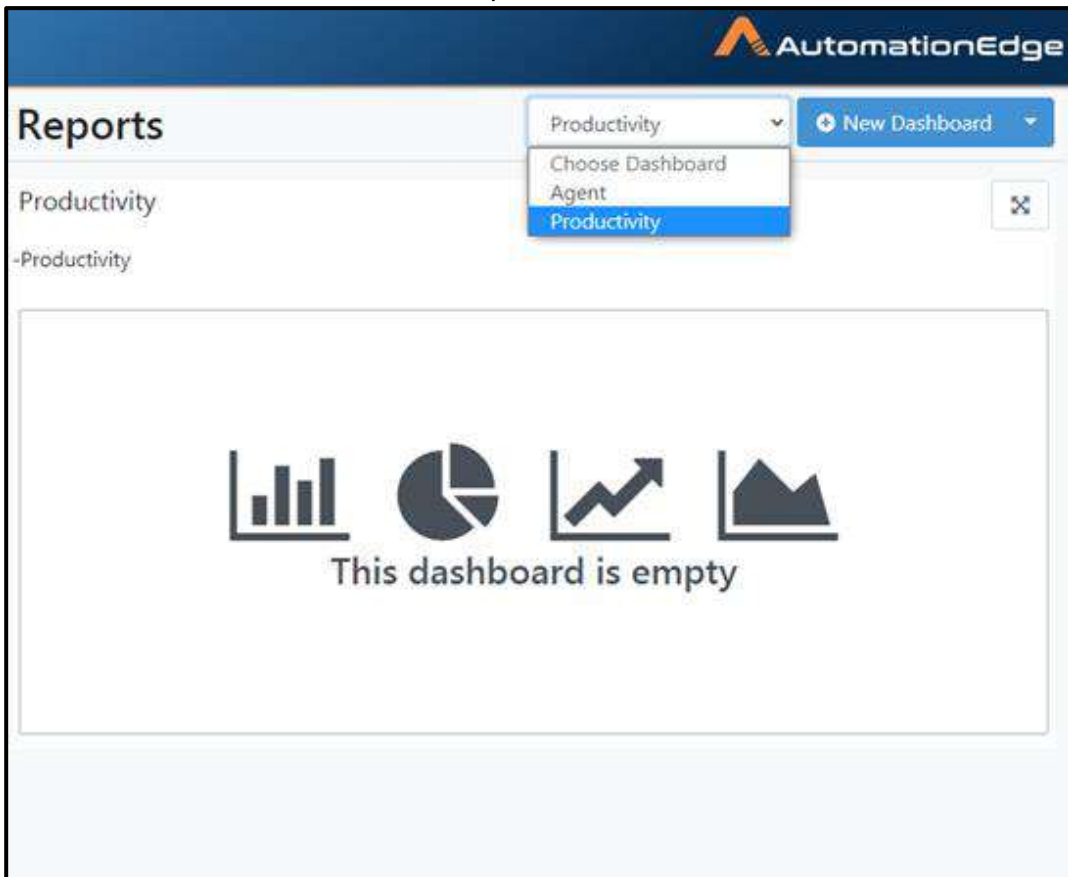 AutomationEdge
Reports
Productivity
New Dashboard
Choose Dashboard
Agent
Productivity
Productivity
-Productivity
This dashboard is empty